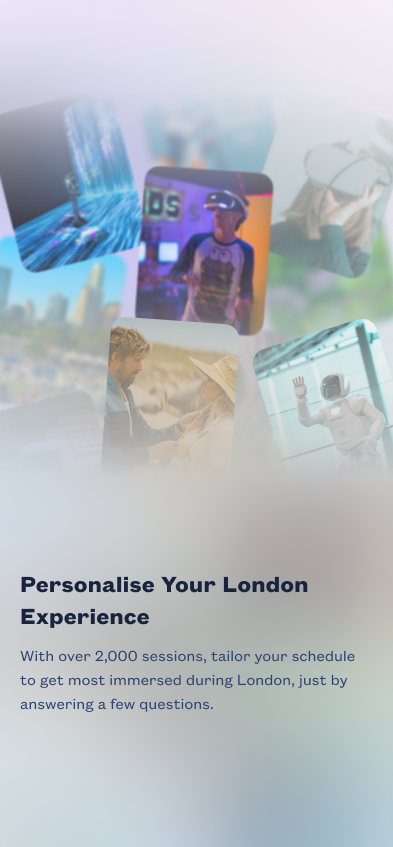 Personalise Your London
Experience
With over 2,000 sessions, tailor your schedule
to get most immersed during London, just by
answering a few questions.